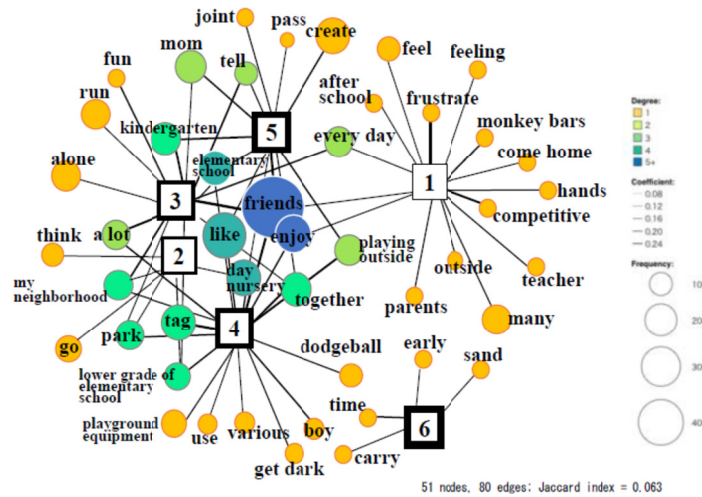 joint
pass
create
mom
tell
feel
feeling
fun
after
school
frustrate
run
kindergarten
5
every day
monkey bars
elementary
school
come home
alone
3
friends
1
hands
competitive
think
a lot
2
like
enjoy
playing
outside
my
neighborhood
day
nursery
together
outside
teacher
parents
many
go
park
tag
4
dodgeball
early
sand
lower grade of
elementary
school
time
playground
equipment
use
various
boy
6
get dark
carry
Degree:
1
2
3
4
5+
Coefficient:
0.08
0.12
0.16
0.20
0.24
Frequency:
10
20
30
40
51 nodes, 80 edges; Jaccard index = 0.063